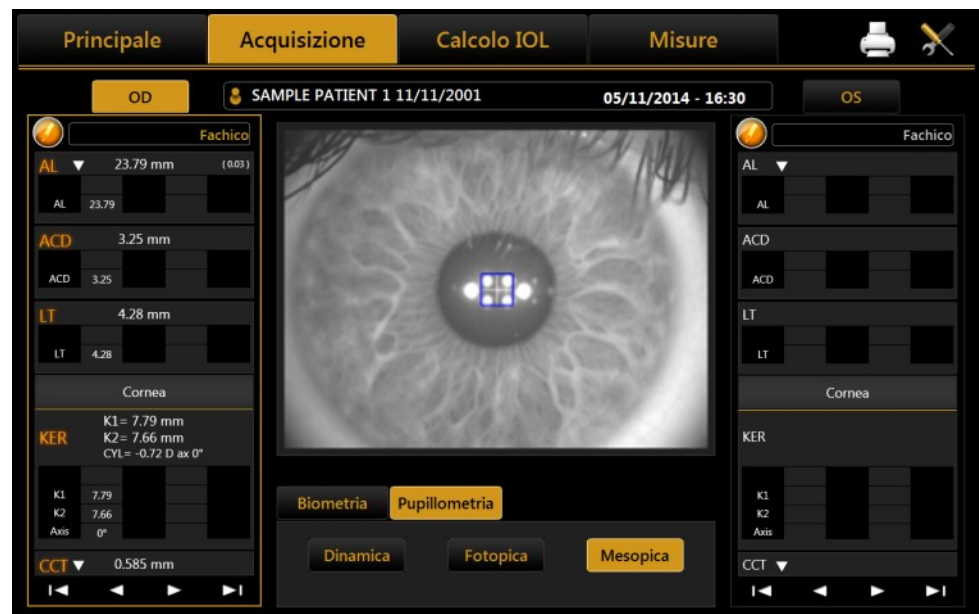 Principale Acquisizione Calcolo IOL Misure
OD SAMPLE PATIENT 1 11/11/2001 05/11/2014 - 16:30 OS
Fachico
AL 23.79 mm (0.03)
AL 23.79
ACD 3.25 mm
ACD 3.25
LT 4.28 mm
LT 4.28
Cornea
K1= 7.79 mm
KER K2= 7.66 mm
CYL= -0.72 D ax 0°
K1 7.79
K2 7.66
Axis 0°
CCT 0.585 mm
Biometria Pupillometria
Dinamica Fotopica Mesopica
Fachico
AL
AL
ACD
ACD
LT
LT
Cornea
KER
K1
K2
Axis
CCT